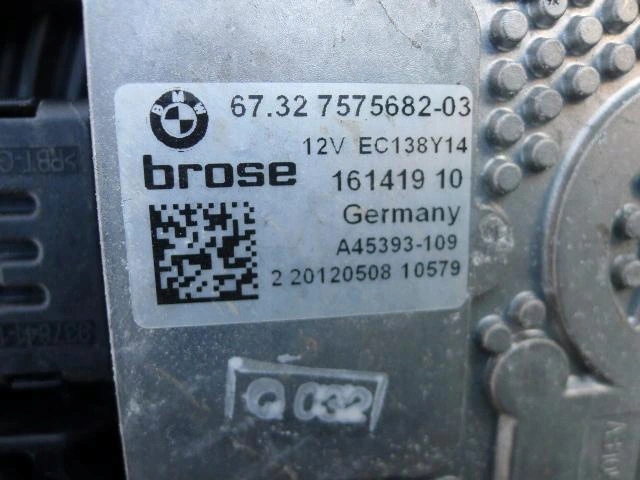 BMW
67.32 7575682-03
12V EC138Y14
brose
161419 10
Germany
A45393-109
2 20120508 10579
Q 032